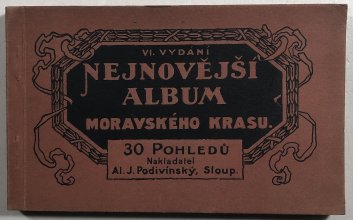 VI. VYDÁNÍ
NEJNOVĚJŠÍ
ALBUM
MORAVSKÉHO KRASU.
30 POHLEDŮ
Nakladatel
Al. J. Podivínský, Sloup.